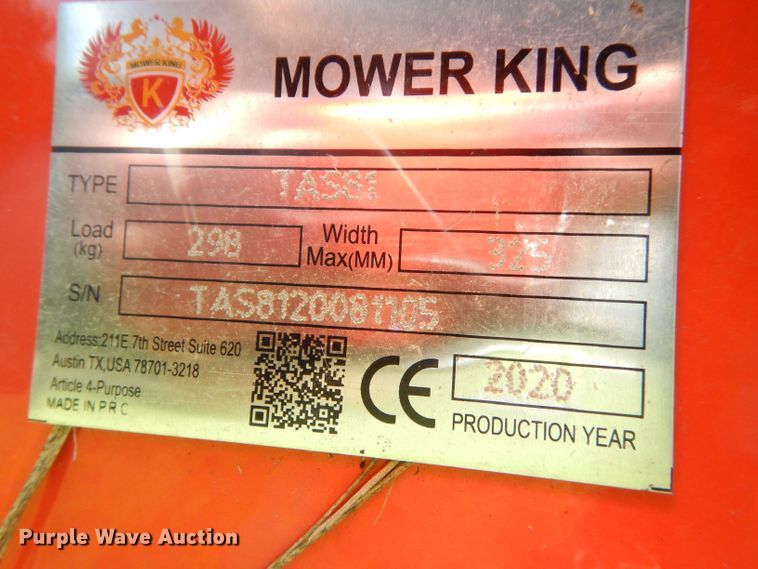 MOWER KING
K
MOWER KING
TYPE TAS81
Load (kg) 298 Width Max(MM) 925
S/N TAS8120081105
Address:211E.7th Street Suite 620
Austin TX,USA 78701-3218
Article 4-Purpose
MADE IN P R C
CE
2020
PRODUCTION YEAR
Purple Wave Auction